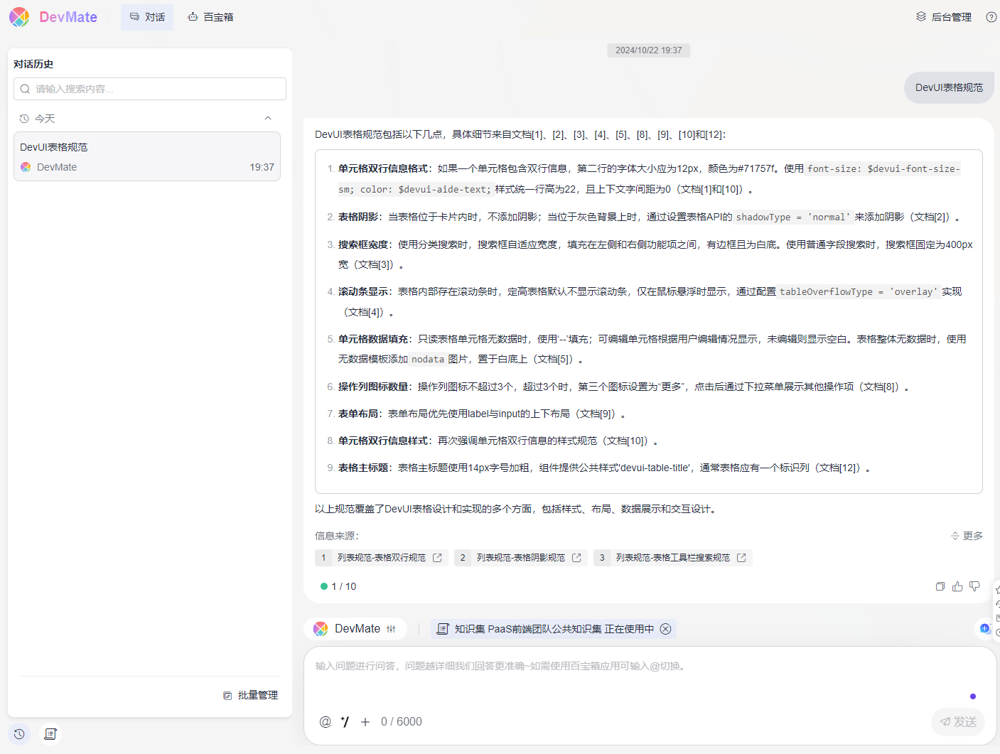 DevMate
对话
百宝箱
后台管理
对话历史
请输入搜索内容...
今天
DevUI表格规范
DevMate
19:37
批量管理
2024/10/22 19:37
DevUI表格规范
DevUI表格规范包括以下几点，具体细节来自文档[1]、[2]、[3]、[4]、[5]、[8]、[9]、[10]和[12]：
1. 单元格双行信息格式：如果一个单元格包含双行信息，第二行的字体大小应为12px，颜色为#71757f。使用 font-size: $devui-font-size-
sm; color: $devui-aide-text; 样式统一行高为22，且上下文字间距为0（文档[1]和[10]）。
2. 表格阴影：当表格位于卡片内时，不添加阴影；当位于灰色背景上时，通过设置表格API的 shadowType = 'normal' 来添加阴影（文档[2]）。
3. 搜索框宽度：使用分类搜索时，搜索框自适应宽度，填充在左侧和右侧功能项之间，有边框且为白底。使用普通字段搜索时，搜索框固定为400px
宽（文档[3]）。
4. 滚动条显示：表格内部存在滚动条时，定高表格默认不显示滚动条，仅在鼠标悬浮时显示，通过配置 tableOverflowType = 'overlay' 实现
（文档[4]）。
5. 单元格数据填充：只读表格单元格无数据时，使用'--'填充；可编辑单元格根据用户编辑情况显示，未编辑则显示空白。表格整体无数据时，使用
无数据模板添加 nodata 图片，置于白底上（文档[5]）。
6. 操作列图标数量：操作列图标不超过3个，超过3个时，第三个图标设置为“更多”，点击后通过下拉菜单展示其他操作项（文档[8]）。
7. 表单布局：表单布局优先使用label与input的上下布局（文档[9]）。
8. 单元格双行信息样式：再次强调单元格双行信息的样式规范（文档[10]）。
9. 表格主标题：表格主标题使用14px字号加粗，组件提供公共样式'devui-table-title'，通常表格应有一个标识列（文档[12]）。
以上规范覆盖了DevUI表格设计和实现的多个方面，包括样式、布局、数据展示和交互设计。
信息来源：
更多
1 列表规范-表格双行规范
2 列表规范-表格阴影规范
3 列表规范-表格工具栏搜索规范
1 / 10
DevMate
知识集 PaaS前端团队公共知识集 正在使用中
输入问题进行问答，问题越详细我们回答更准确~如需使用百宝箱应用可输入@切换。
@ 0 / 6000
发送